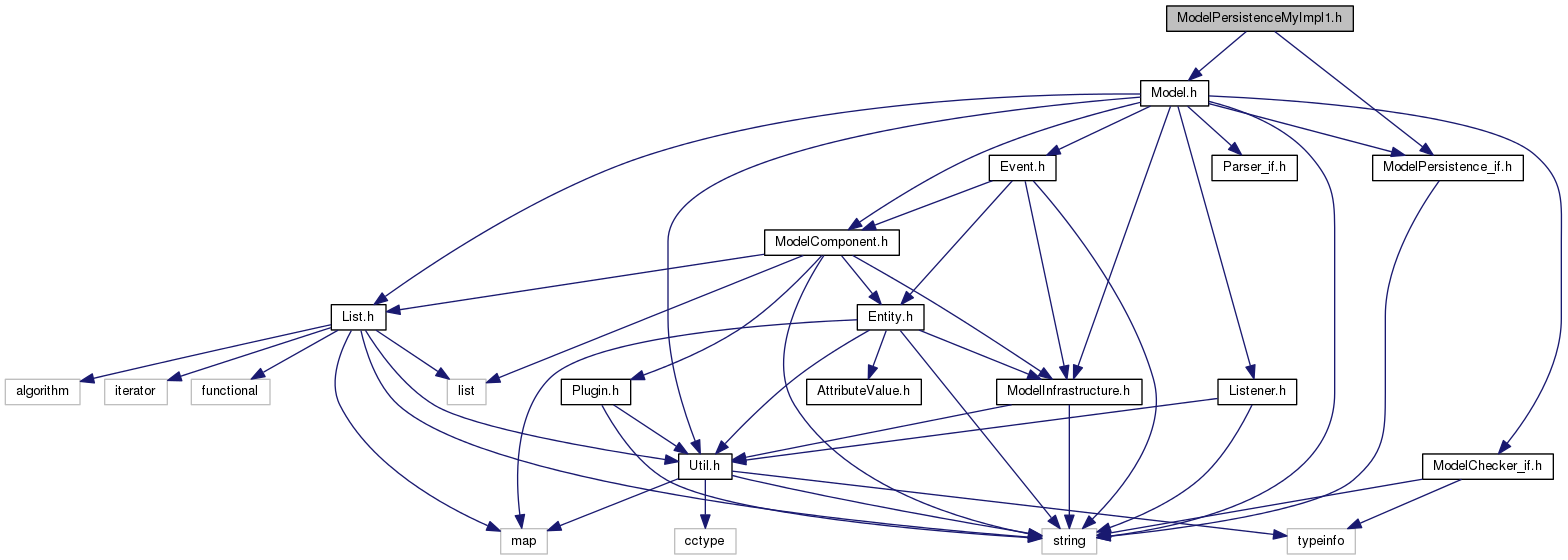 ModelPersistenceMyImpl1.h
Model.h
Event.h
Parser_if.h
ModelPersistence_if.h
ModelComponent.h
List.h
Entity.h
algorithm
iterator
functional
list
Plugin.h
AttributeValue.h
ModelInfrastructure.h
Listener.h
Util.h
ModelChecker_if.h
map
cctype
string
typeinfo